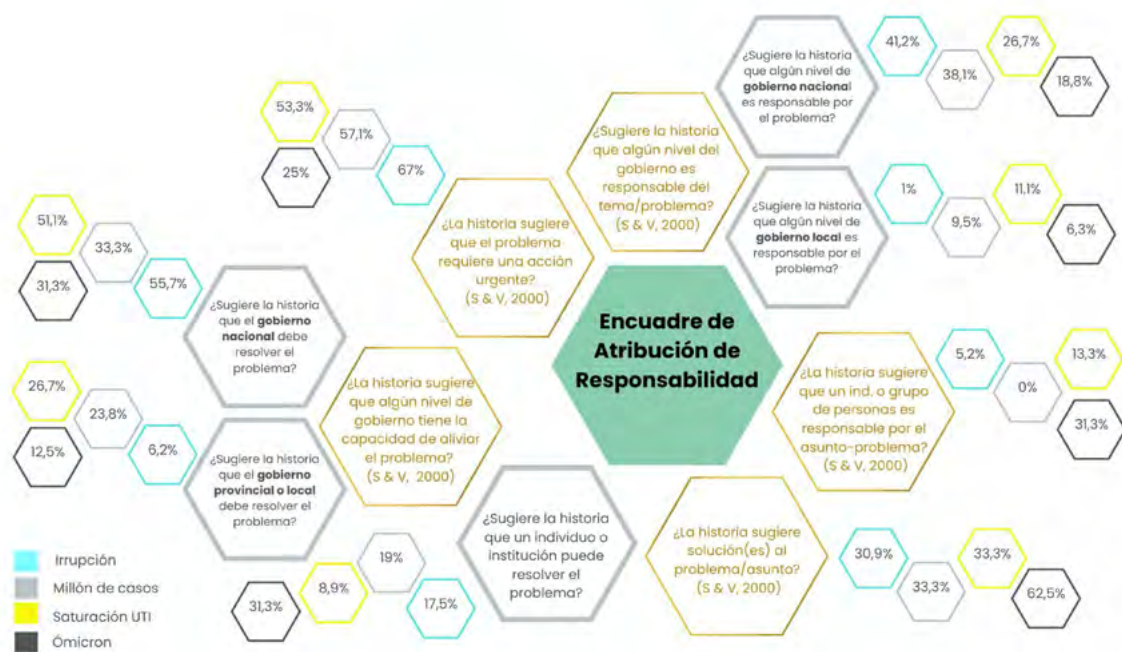 ¿Sugiere la historia
que algún nivel de
gobierno nacional
es responsable por
el problema?
41,2%
38,1%
26,7%
18,8%
53,3%
57,1%
25%
67%
¿Sugiere la historia
que algún nivel del
gobierno es
responsable del
tema/problema?
(S & V, 2000)
¿Sugiere la historia
que algún nivel de
gobierno local es
responsable por el
problema?
1%
9,5%
11,1%
6,3%
51,1%
33,3%
31,3%
55,7%
¿La historia sugiere
que el problema
requiere una acción
urgente?
(S & V, 2000)
¿Sugiere la historia
que el gobierno
nacional debe
resolver el
problema?
Encuadre de
Atribución de
Responsabilidad
¿La historia sugiere
que un ind. o grupo
de personas es
responsable por el
asunto-problema?
(S & V, 2000)
5,2%
0%
13,3%
31,3%
26,7%
23,8%
12,5%
6,2%
¿La historia sugiere
que algún nivel de
gobierno tiene la
capacidad de aliviar
el problema?
(S & V, 2000)
¿Sugiere la historia
que el gobierno
provincial o local
debe resolver el
problema?
¿Sugiere la historia
que un individuo o
institución puede
resolver el
problema?
31,3%
8,9%
19%
17,5%
¿La historia sugiere
solución(es) al
problema/asunto?
(S & V, 2000)
30,9%
33,3%
33,3%
62,5%
Irrupción
Millón de casos
Saturación UTI
Ómicron